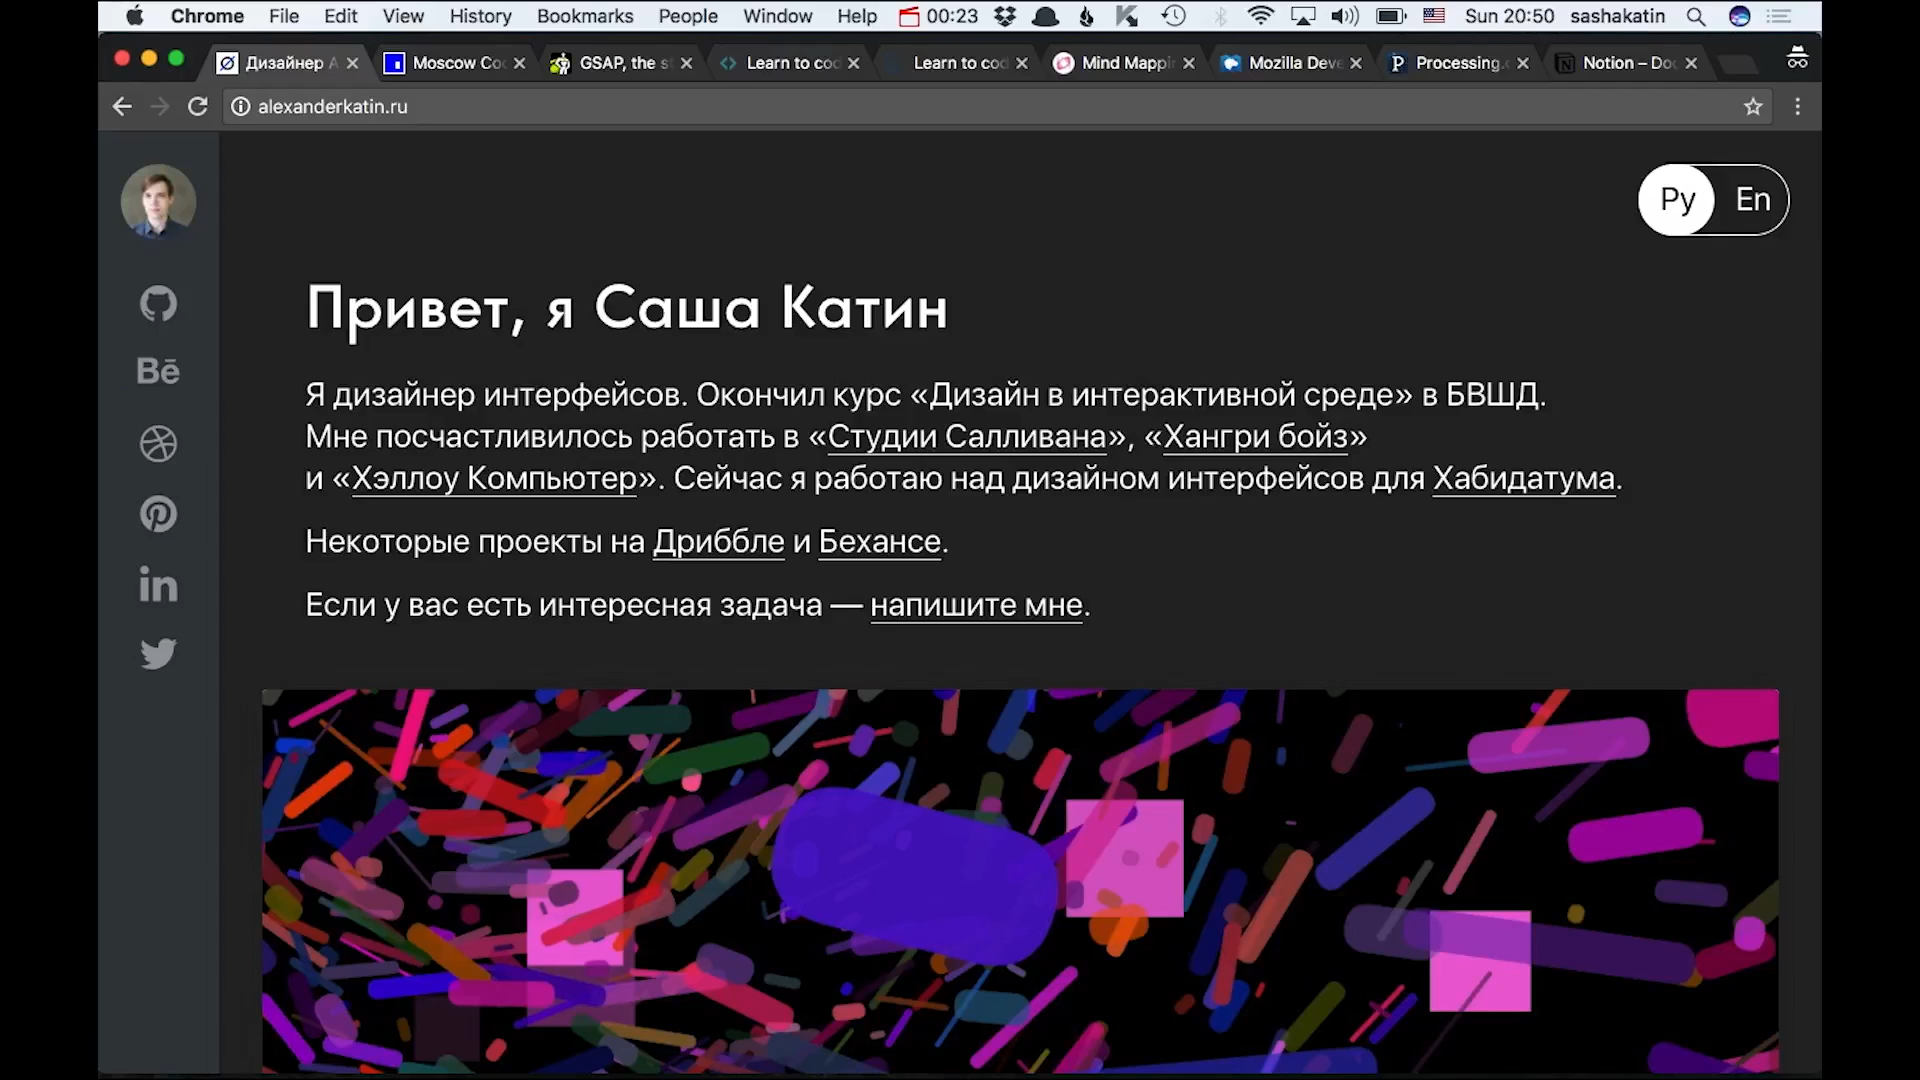 Chrome File Edit View History Bookmarks People Window Help 00:23 Sun 20:50 sashakatin
Дизайнер А Moscow Co GSAP, the s Learn to cod Learn to cod Mind Mappi Mozilla Deve Processing. Notion – Do
alexanderkatin.ru
Ру En
Привет, я Саша Катин
Bē
Я дизайнер интерфейсов. Окончил курс «Дизайн в интерактивной среде» в БВШД.
Мне посчастливилось работать в «Студии Салливана», «Хангри бойз»
и «Хэллоу Компьютер». Сейчас я работаю над дизайном интерфейсов для Хабидатума.
Некоторые проекты на Дриббле и Бехансе.
in
Если у вас есть интересная задача — напишите мне.